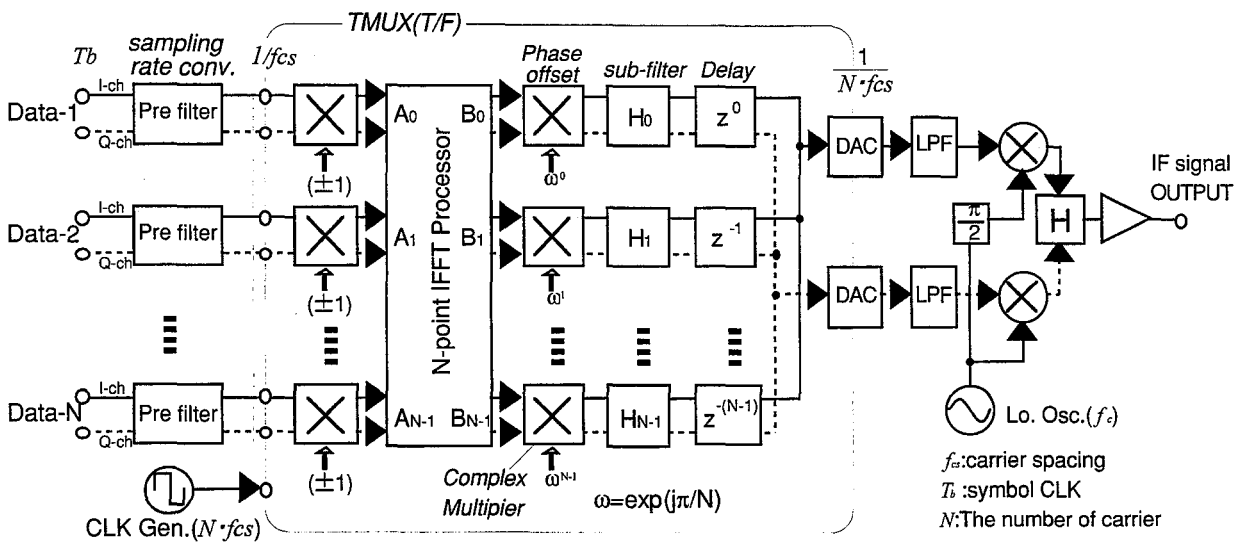 TMUX(T/F)
Tb
sampling
rate conv.
1/fcs
Phase
offset
sub-filter
Delay
1
N・fcs
Data-1
I-ch
Q-ch
Pre filter
(±1)
A0
B0
ω0
H0
z0
DAC
LPF
IF signal
OUTPUT
Data-2
I-ch
Q-ch
Pre filter
(±1)
A1
B1
ω1
H1
z-1
π
2
H
DAC
LPF
N-point IFFT Processor
Data-N
I-ch
Q-ch
Pre filter
(±1)
AN-1
BN-1
ωN-1
HN-1
z-(N-1)
Lo. Osc.(fc)
Complex
Multipier
ω=exp(jπ/N)
CLK Gen.(N・fcs)
fcs:carrier spacing
Tb :symbol CLK
N:The number of carrier